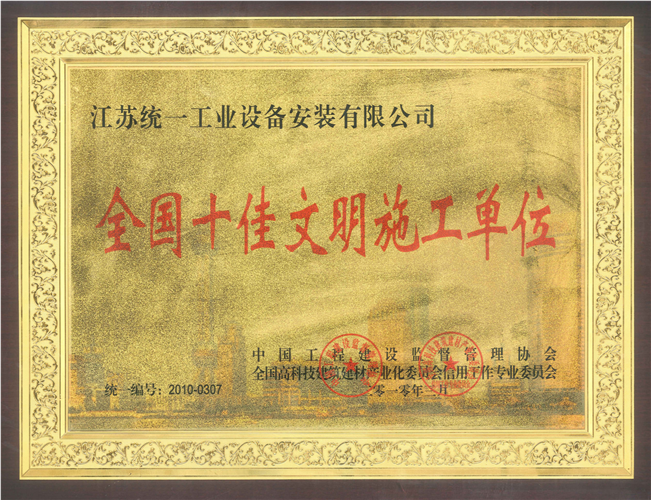 江苏统一工业设备安装有限公司
全国十佳文明施工单位
中国工程建设监督管理协会
全国高科技建筑建材产业化委员会信用工作专业委员会
统一编号：2010-0307
二零一零年 月